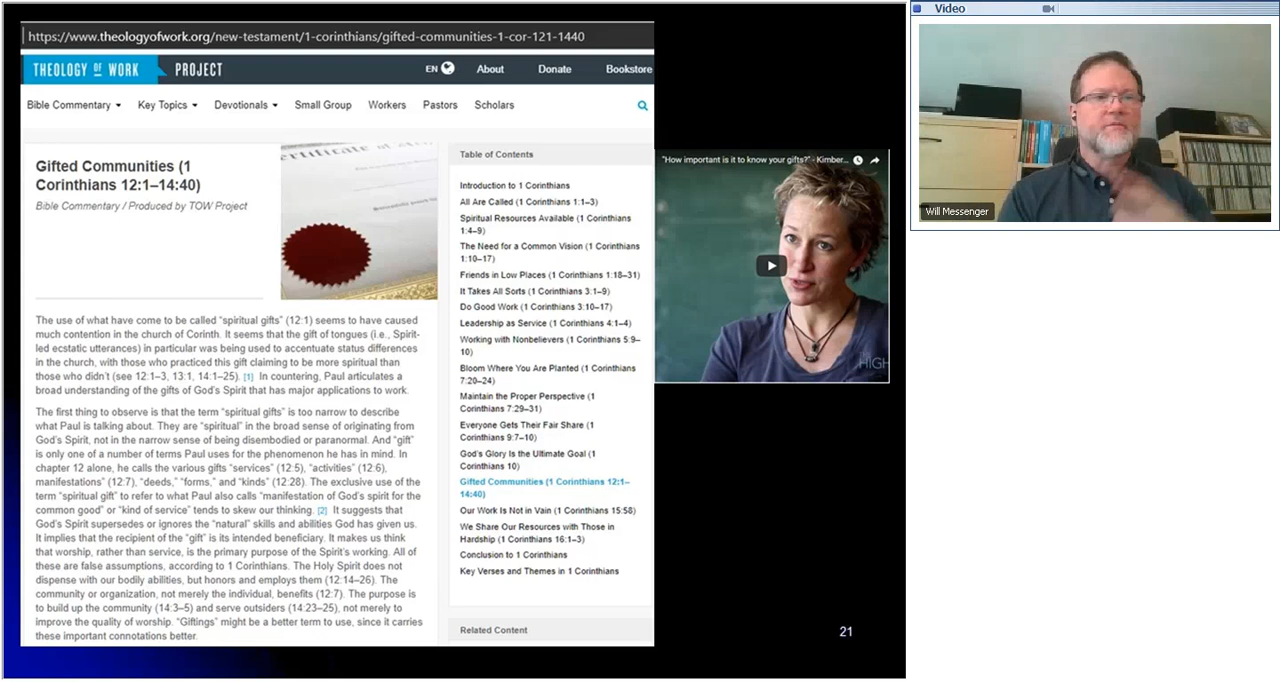 https://www.theologyofwork.org/new-testament/1-corinthians/gifted-communities-1-cor-121-1440
THEOLOGY OF WORK PROJECT
EN About Donate Bookstore
Bible Commentary Key Topics Devotionals Small Group Workers Pastors Scholars
Gifted Communities (1
Corinthians 12:1–14:40)
Bible Commentary / Produced by TOW Project
The use of what have come to be called “spiritual gifts” (12:1) seems to have caused
much contention in the church of Corinth. It seems that the gift of tongues (i.e., Spirit-
led ecstatic utterances) in particular was being used to accentuate status differences
in the church, with those who practiced this gift claiming to be more spiritual than
those who didn’t (see 12:1–3, 13:1, 14:1–25). [1] In countering, Paul articulates a
broad understanding of the gifts of God’s Spirit that has major applications to work.
The first thing to observe is that the term “spiritual gifts” is too narrow to describe
what Paul is talking about. They are “spiritual” in the broad sense of originating from
God’s Spirit, not in the narrow sense of being disembodied or paranormal. And “gift”
is only one of a number of terms Paul uses for the phenomenon he has in mind. In
chapter 12 alone, he calls the various gifts “services” (12:5), “activities” (12:6),
manifestations” (12:7), “deeds,” “forms,” and “kinds” (12:28). The exclusive use of the
term “spiritual gift” to refer to what Paul also calls “manifestation of God’s spirit for the
common good” or “kind of service” tends to skew our thinking. [2] It suggests that
God’s Spirit supersedes or ignores the “natural” skills and abilities God has given us.
It implies that the recipient of the “gift” is its intended beneficiary. It makes us think
that worship, rather than service, is the primary purpose of the Spirit’s working. All of
these are false assumptions, according to 1 Corinthians. The Holy Spirit does not
dispense with our bodily abilities, but honors and employs them (12:14–26). The
community or organization, not merely the individual, benefits (12:7). The purpose is
to build up the community (14:3–5) and serve outsiders (14:23–25), not merely to
improve the quality of worship. “Giftings” might be a better term to use, since it carries
these important connotations better.
Table of Contents
Introduction to 1 Corinthians
All Are Called (1 Corinthians 1:1–3)
Spiritual Resources Available (1 Corinthians
1:4–9)
The Need for a Common Vision (1 Corinthians
1:10–17)
Friends in Low Places (1 Corinthians 1:18–31)
It Takes All Sorts (1 Corinthians 3:1–9)
Do Good Work (1 Corinthians 3:10–17)
Leadership as Service (1 Corinthians 4:1–4)
Working with Nonbelievers (1 Corinthians 5:9–
10)
Bloom Where You Are Planted (1 Corinthians
7:20–24)
Maintain the Proper Perspective (1
Corinthians 7:29–31)
Everyone Gets Their Fair Share (1
Corinthians 9:7–10)
God’s Glory Is the Ultimate Goal (1
Corinthians 10)
Gifted Communities (1 Corinthians 12:1–
14:40)
Our Work Is Not in Vain (1 Corinthians 15:58)
We Share Our Resources with Those in
Hardship (1 Corinthians 16:1–3)
Conclusion to 1 Corinthians
Key Verses and Themes in 1 Corinthians
Related Content
"How important is it to know your gifts?" - Kimber...
HIGH
21
Video
Will Messenger